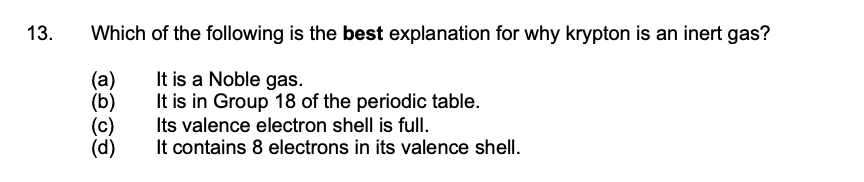 13. Which of the following is the best explanation for why krypton is an inert gas?
(a) It is a Noble gas.
(b) It is in Group 18 of the periodic table.
(c) Its valence electron shell is full.
(d) It contains 8 electrons in its valence shell.